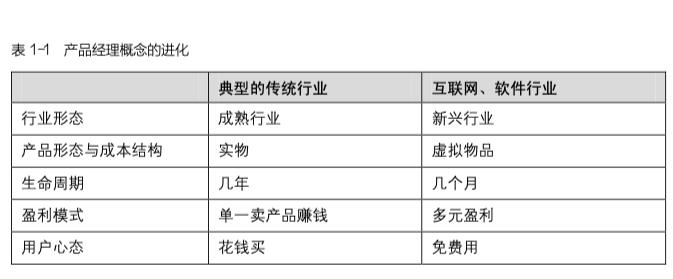 表 1-1 产品经理概念的进化
典型的传统行业 互联网、软件行业
行业形态 成熟行业 新兴行业
产品形态与成本结构 实物 虚拟物品
生命周期 几年 几个月
盈利模式 单一卖产品赚钱 多元盈利
用户心态 花钱买 免费用